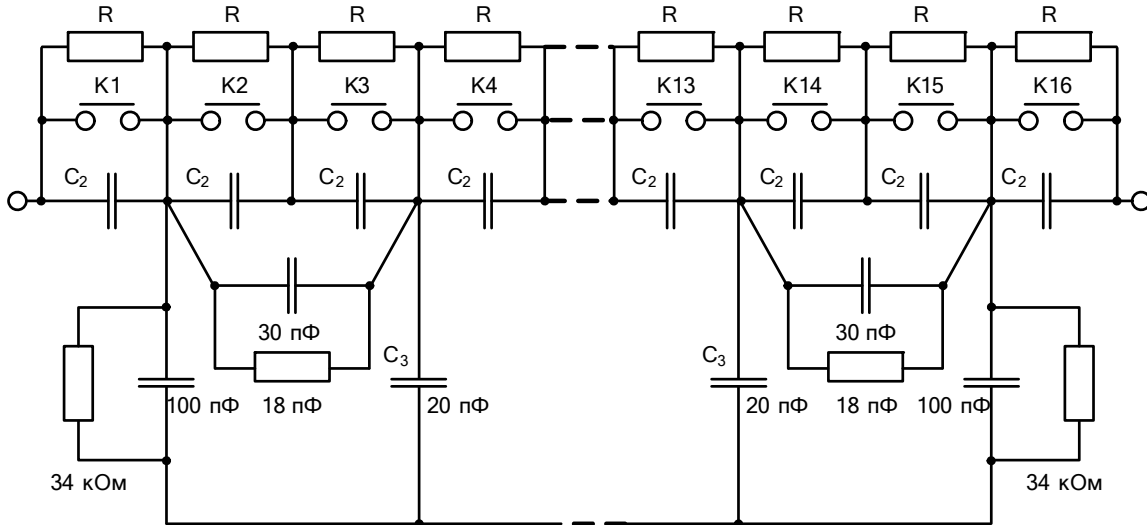 R R R R R R R R
K1 K2 K3 K4 K13 K14 K15 K16
C2 C2 C2 C2 C2 C2 C2 C2
30 пФ 30 пФ
C3 C3
100 пФ 18 пФ 20 пФ 20 пФ 18 пФ 100 пФ
34 кОм 34 кОм